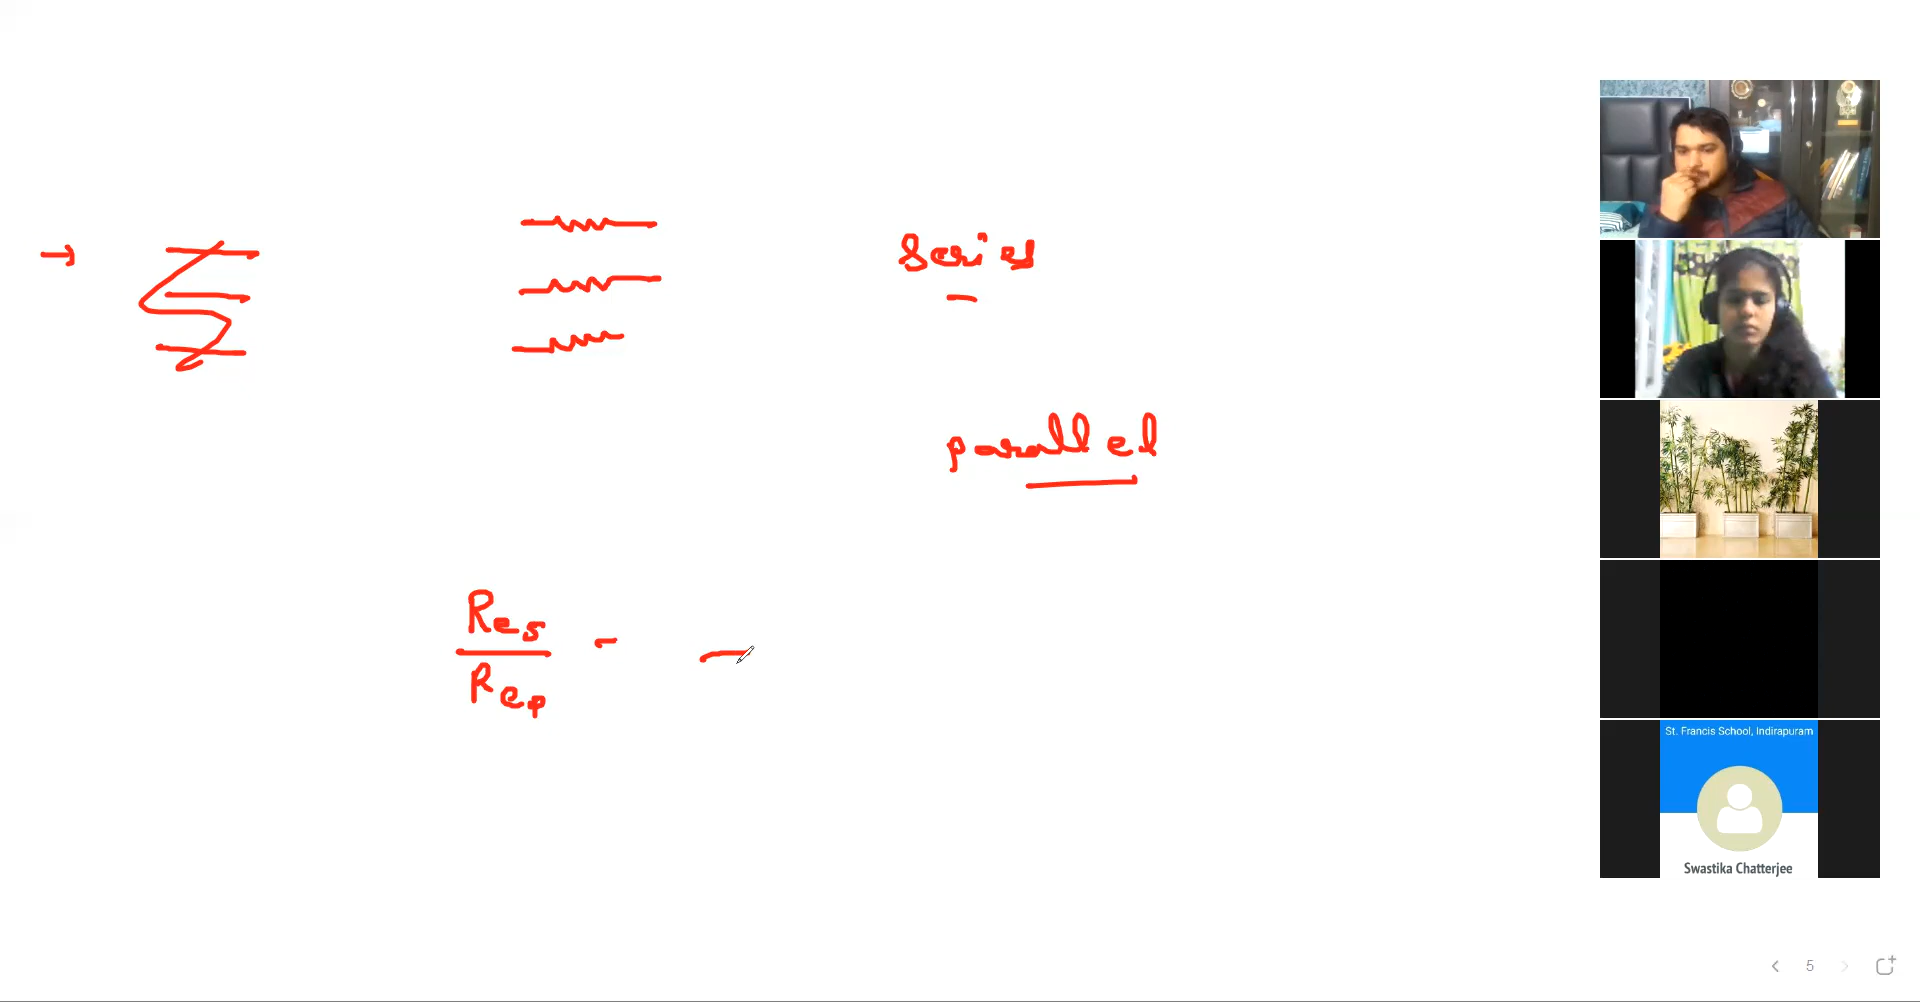 Series
parallel
Res
Rep
St. Francis School, Indirapuram
Swastika Chatterjee
5